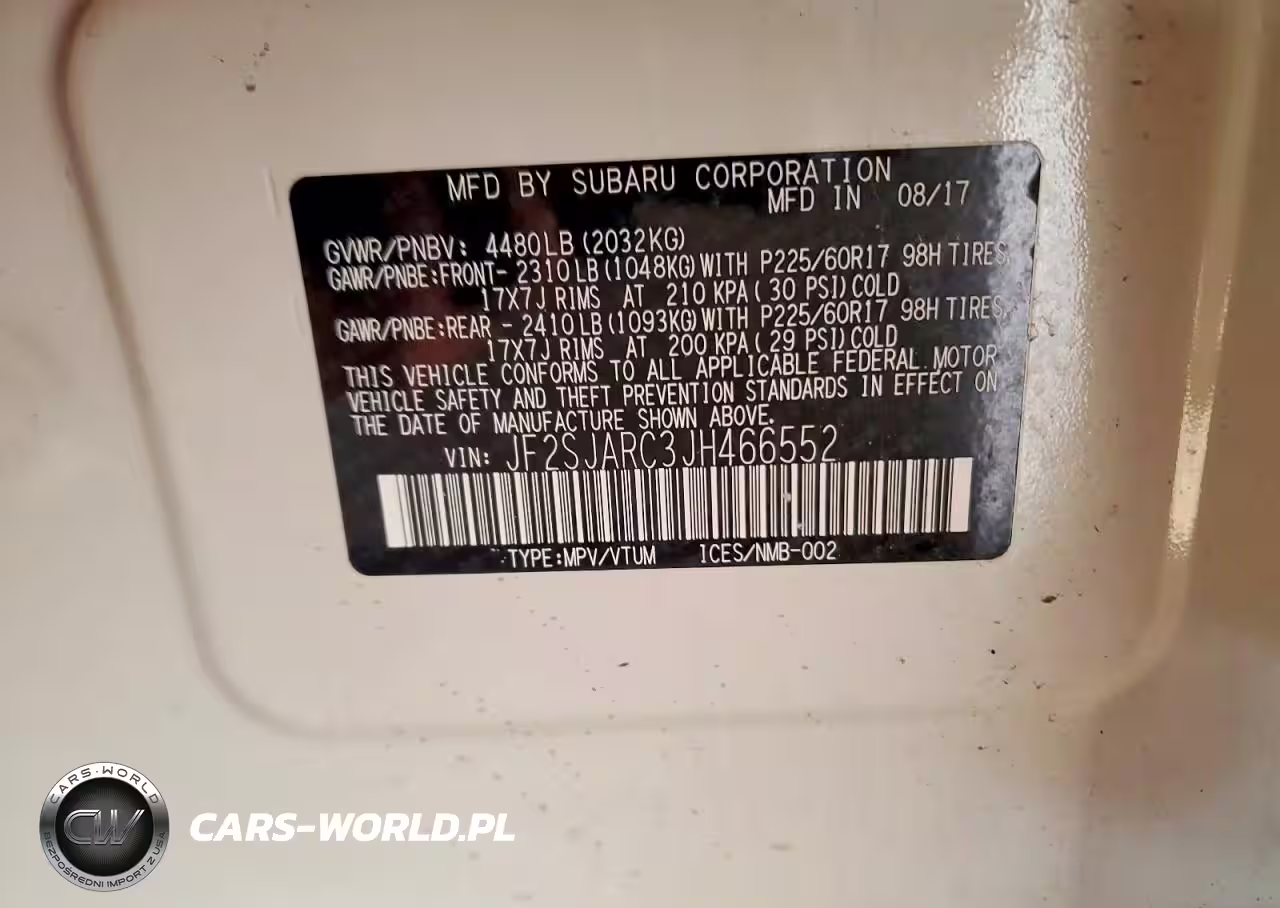 MFD BY SUBARU CORPORATION
MFD IN 08/17
GVWR/PNBV: 4480LB (2032KG)
GAWR/PNBE:FRONT- 2310LB (1048KG) WITH P225/60R17 98H TIRES,
17X7J RIMS AT 210 KPA( 30 PSI) COLD
GAWR/PNBE:REAR - 2410LB (1093KG) WITH P225/60R17 98H TIRES,
17X7J RIMS AT 200 KPA( 29 PSI) COLD
THIS VEHICLE CONFORMS TO ALL APPLICABLE FEDERAL MOTOR
VEHICLE SAFETY AND THEFT PREVENTION STANDARDS IN EFFECT ON
THE DATE OF MANUFACTURE SHOWN ABOVE.
VIN: JF2SJARC3JH466552
TYPE:MPV/VTUM ICES/NMB-002
CARS-WORLD
CW
BEZPOŚREDNI IMPORT Z USA
CARS-WORLD.PL